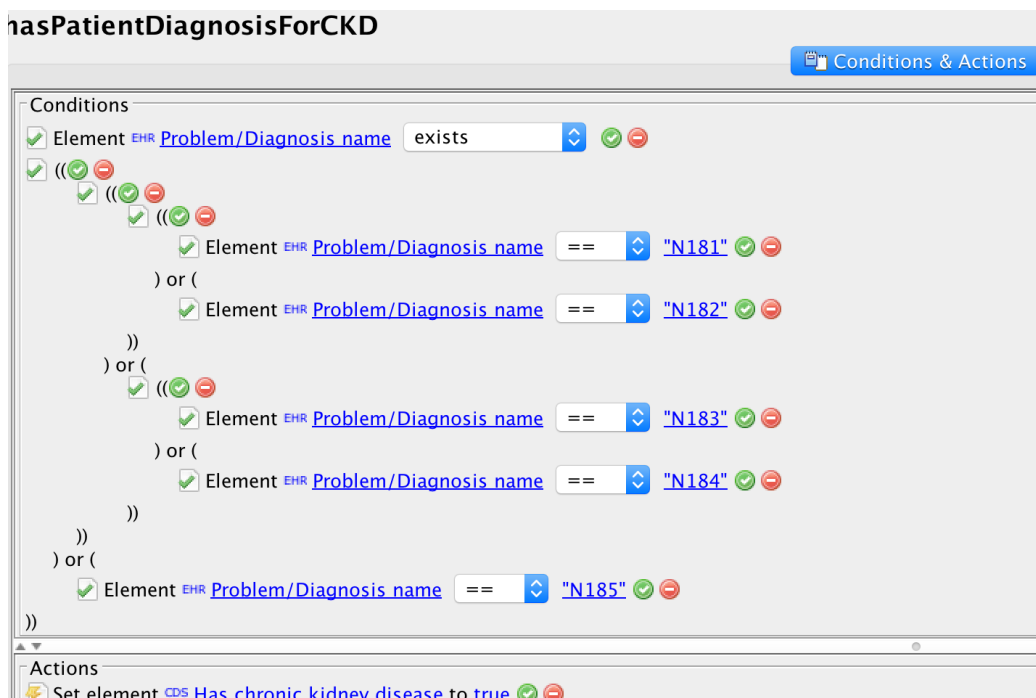 hasPatientDiagnosisForCKD
Conditions & Actions
Conditions
Element EHR Problem/Diagnosis name exists
((
((
((
Element EHR Problem/Diagnosis name == "N181"
) or (
Element EHR Problem/Diagnosis name == "N182"
))
) or (
((
Element EHR Problem/Diagnosis name == "N183"
) or (
Element EHR Problem/Diagnosis name == "N184"
))
))
) or (
Element EHR Problem/Diagnosis name == "N185"
))
Actions
Set element CDS Has chronic kidney disease to true